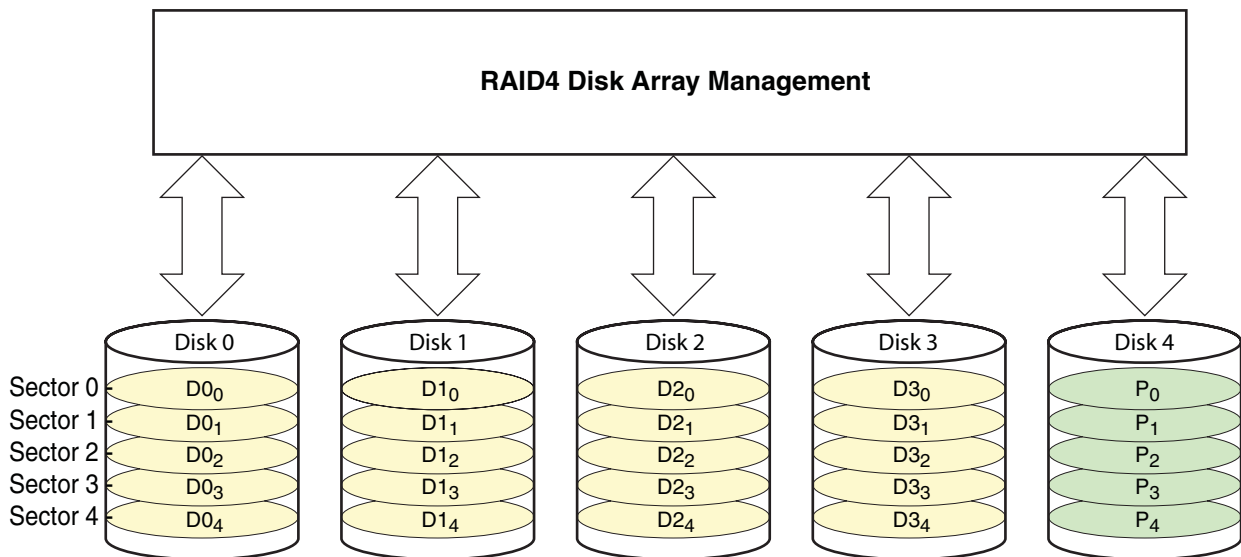 RAID4 Disk Array Management
Disk 0 Disk 1 Disk 2 Disk 3 Disk 4
Sector 0 D0₀ D1₀ D2₀ D3₀ P₀
Sector 1 D0₁ D1₁ D2₁ D3₁ P₁
Sector 2 D0₂ D1₂ D2₂ D3₂ P₂
Sector 3 D0₃ D1₃ D2₃ D3₃ P₃
Sector 4 D0₄ D1₄ D2₄ D3₄ P₄